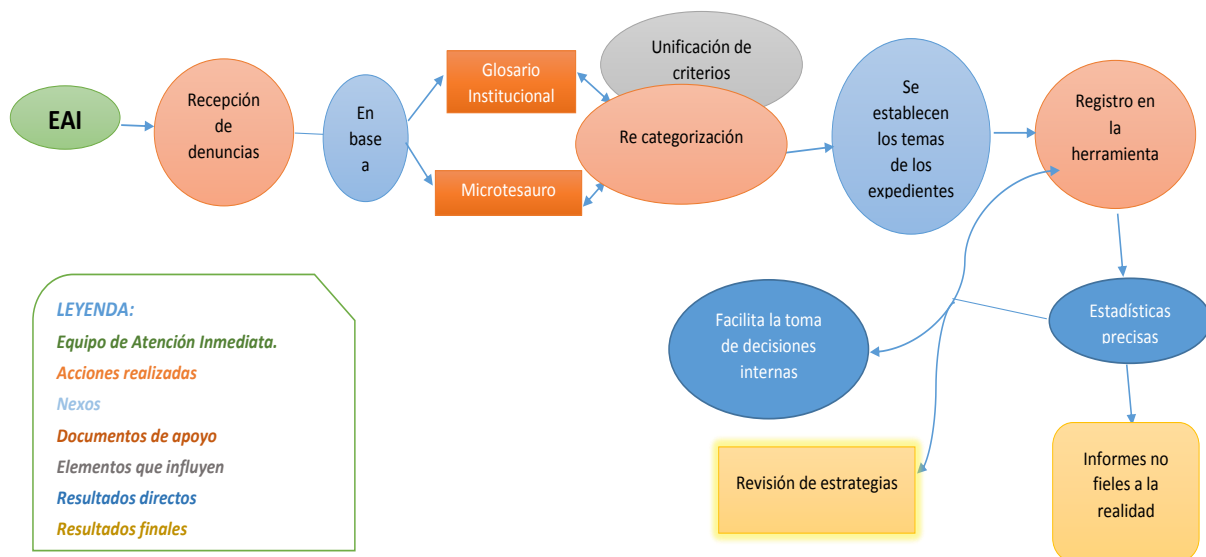 EAI
Recepción
de
denuncias
En
base
a
Glosario
Institucional
Microtesauro
Unificación de
criterios
Re categorización
Se
establecen
los temas
de los
expedientes
Registro en
la
herramienta
Estadísticas
precisas
Facilita la toma
de decisiones
internas
Revisión de estrategias
Informes no
fieles a la
realidad
LEYENDA:
Equipo de Atención Inmediata.
Acciones realizadas
Nexos
Documentos de apoyo
Elementos que influyen
Resultados directos
Resultados finales